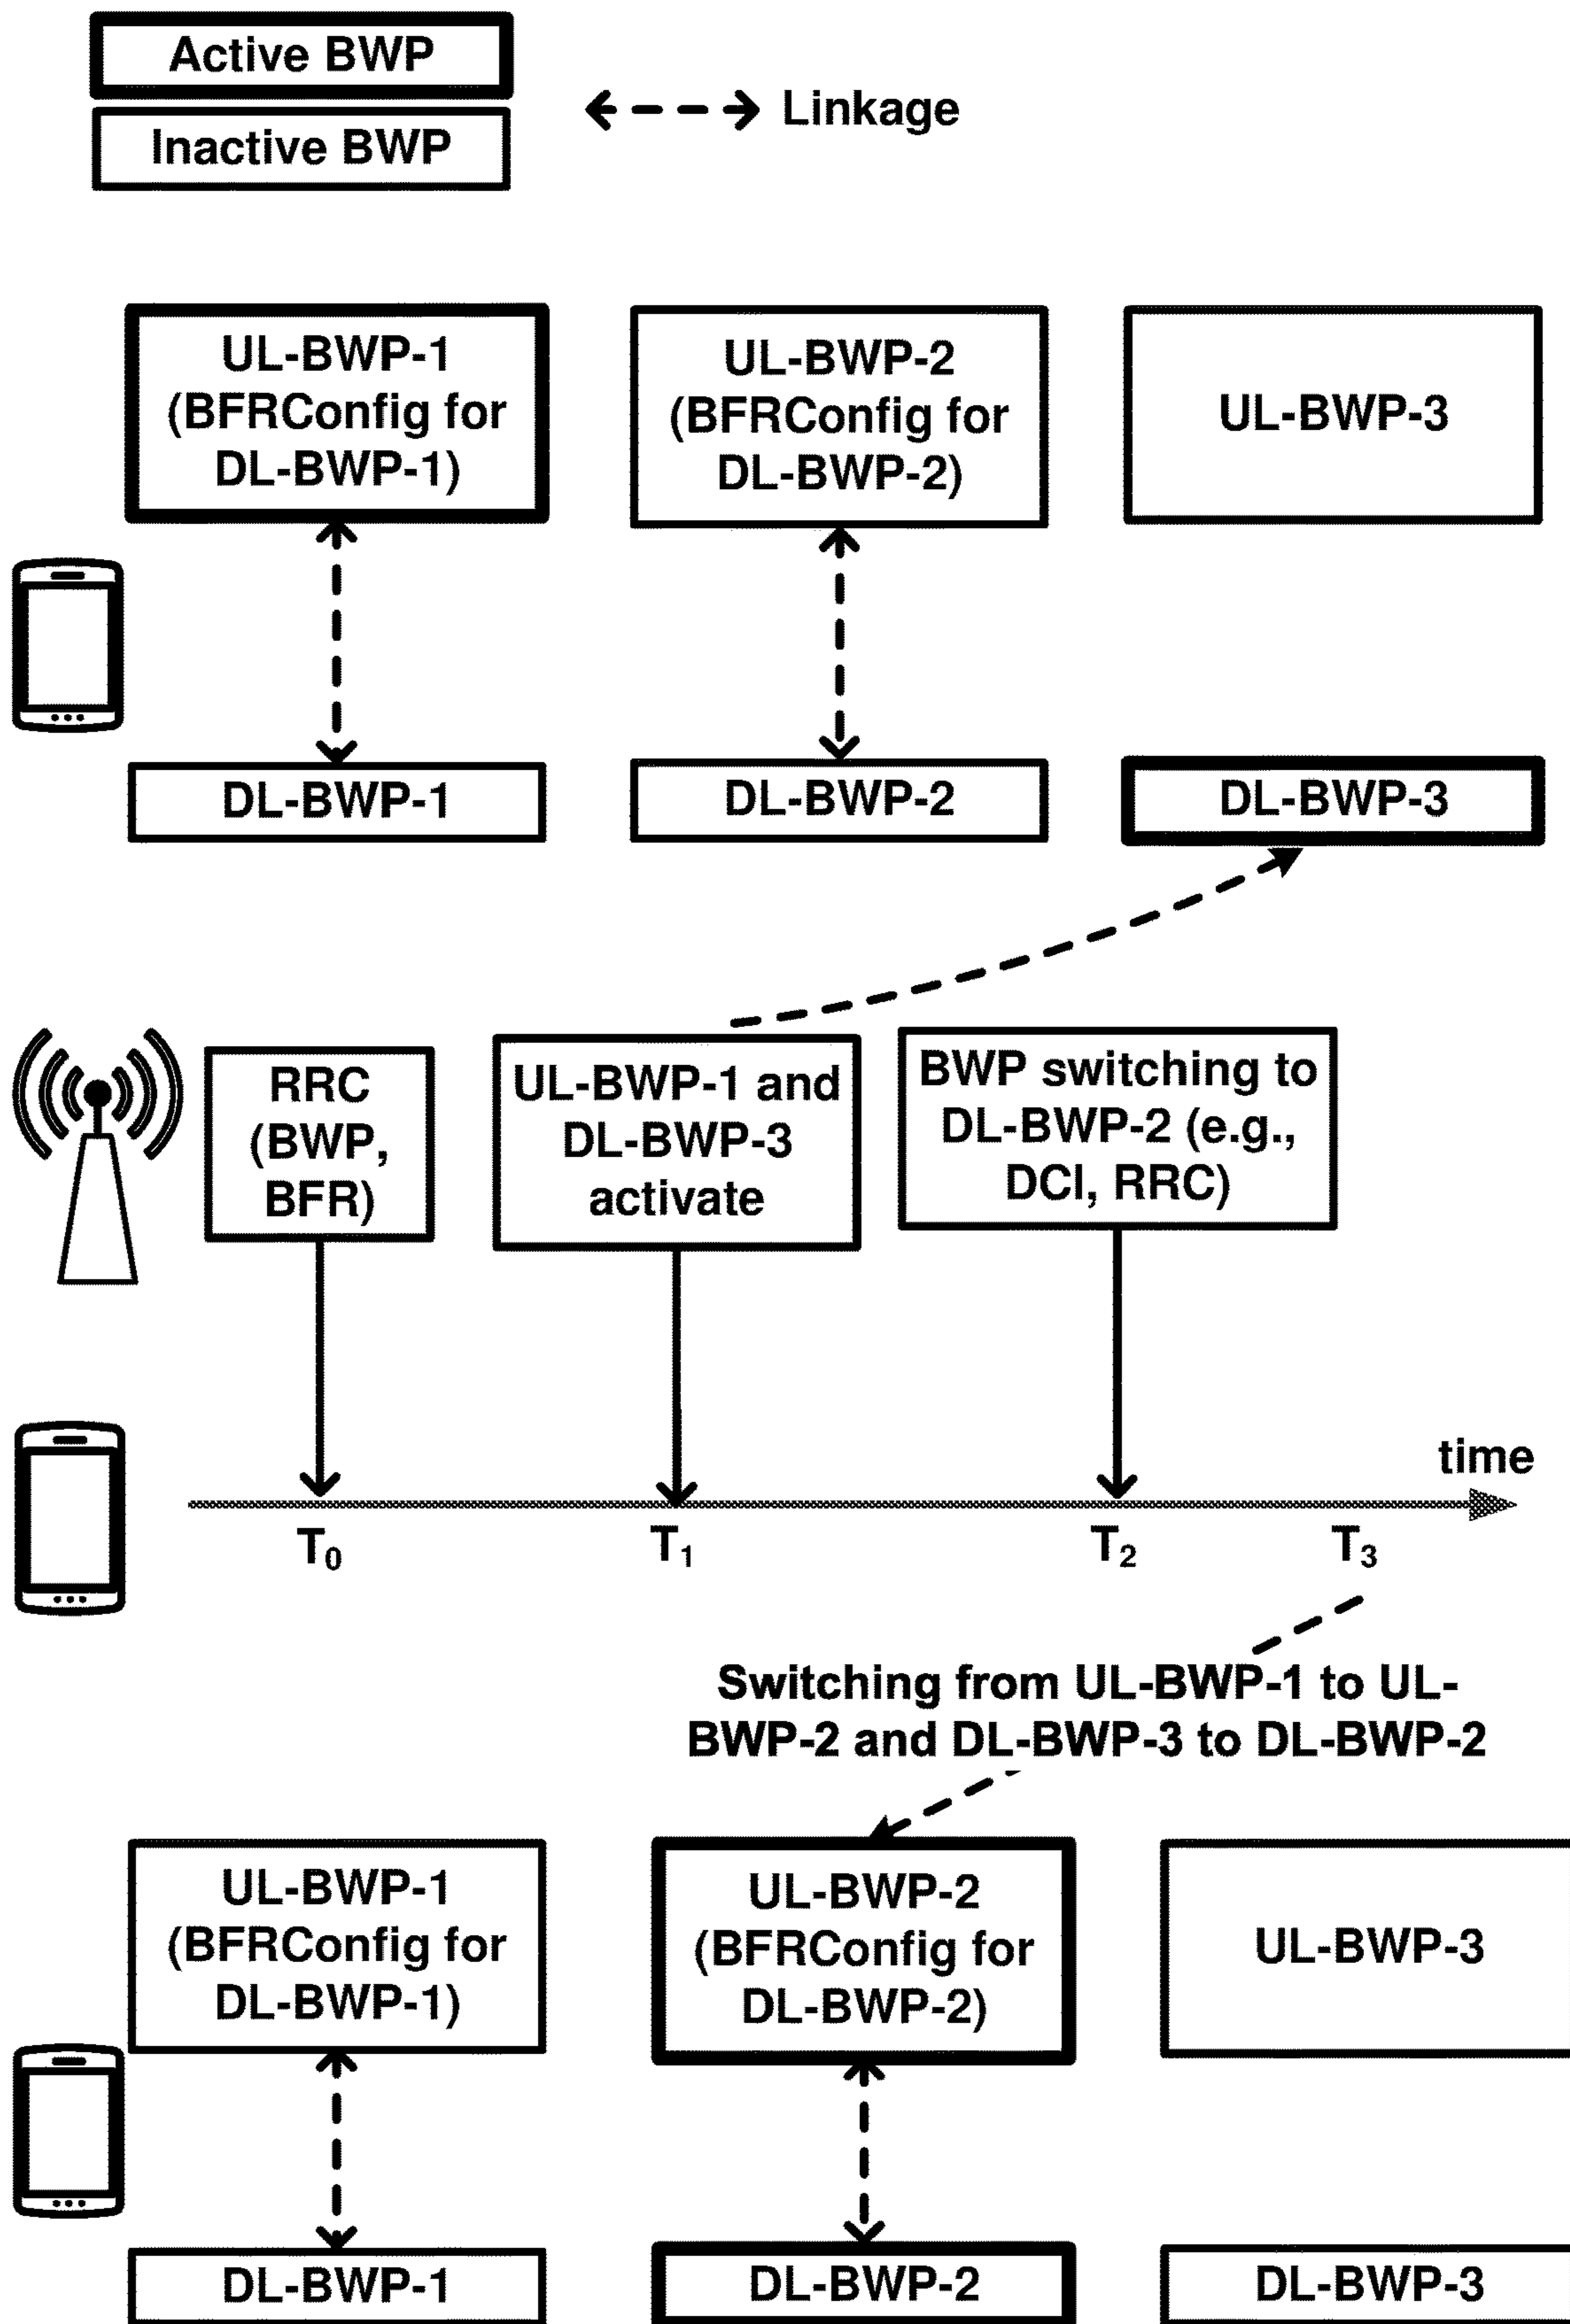 Active BWP
Inactive BWP
Linkage
UL-BWP-1
(BFRConfig for
DL-BWP-1)
UL-BWP-2
(BFRConfig for
DL-BWP-2)
UL-BWP-3
DL-BWP-1
DL-BWP-2
DL-BWP-3
RRC
(BWP,
BFR)
UL-BWP-1 and
DL-BWP-3
activate
BWP switching to
DL-BWP-2 (e.g.,
DCI, RRC)
time
T0
T1
T2
T3
Switching from UL-BWP-1 to UL-
BWP-2 and DL-BWP-3 to DL-BWP-2
UL-BWP-1
(BFRConfig for
DL-BWP-1)
UL-BWP-2
(BFRConfig for
DL-BWP-2)
UL-BWP-3
DL-BWP-1
DL-BWP-2
DL-BWP-3